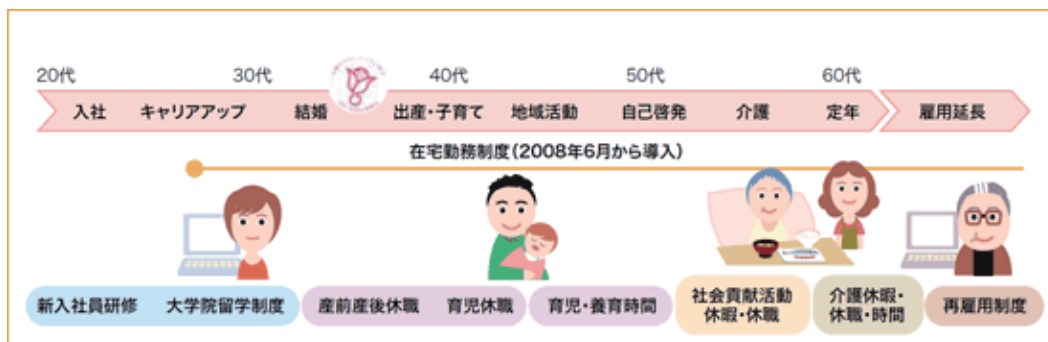 20代 30代 40代 50代 60代
入社 キャリアアップ 結婚 出産・子育て 地域活動 自己啓発 介護 定年 雇用延長
在宅勤務制度(2008年6月から導入)
新入社員研修 大学院留学制度
産前産後休職 育児休職
育児・養育時間
社会貢献活動
休暇・休職
介護休暇・
休職・時間
再雇用制度